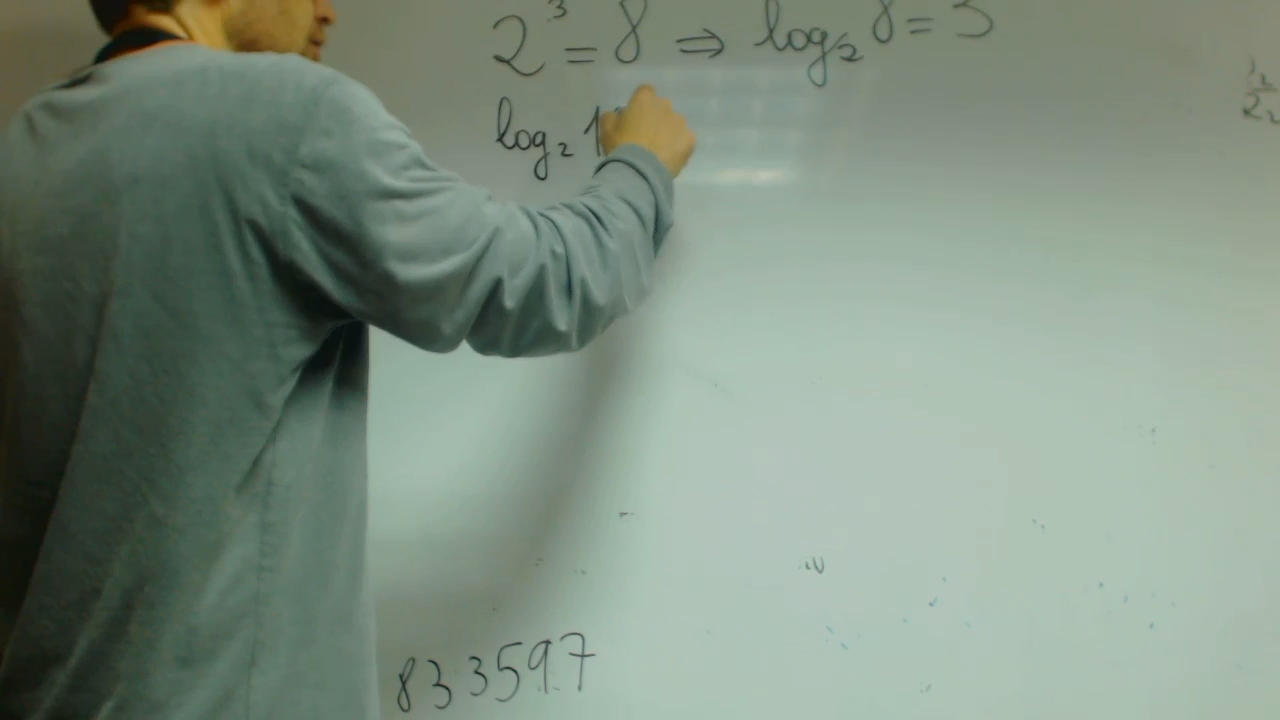 2³ = 8 ⇒ log₂ 8 = 3
log₂ 1
833597